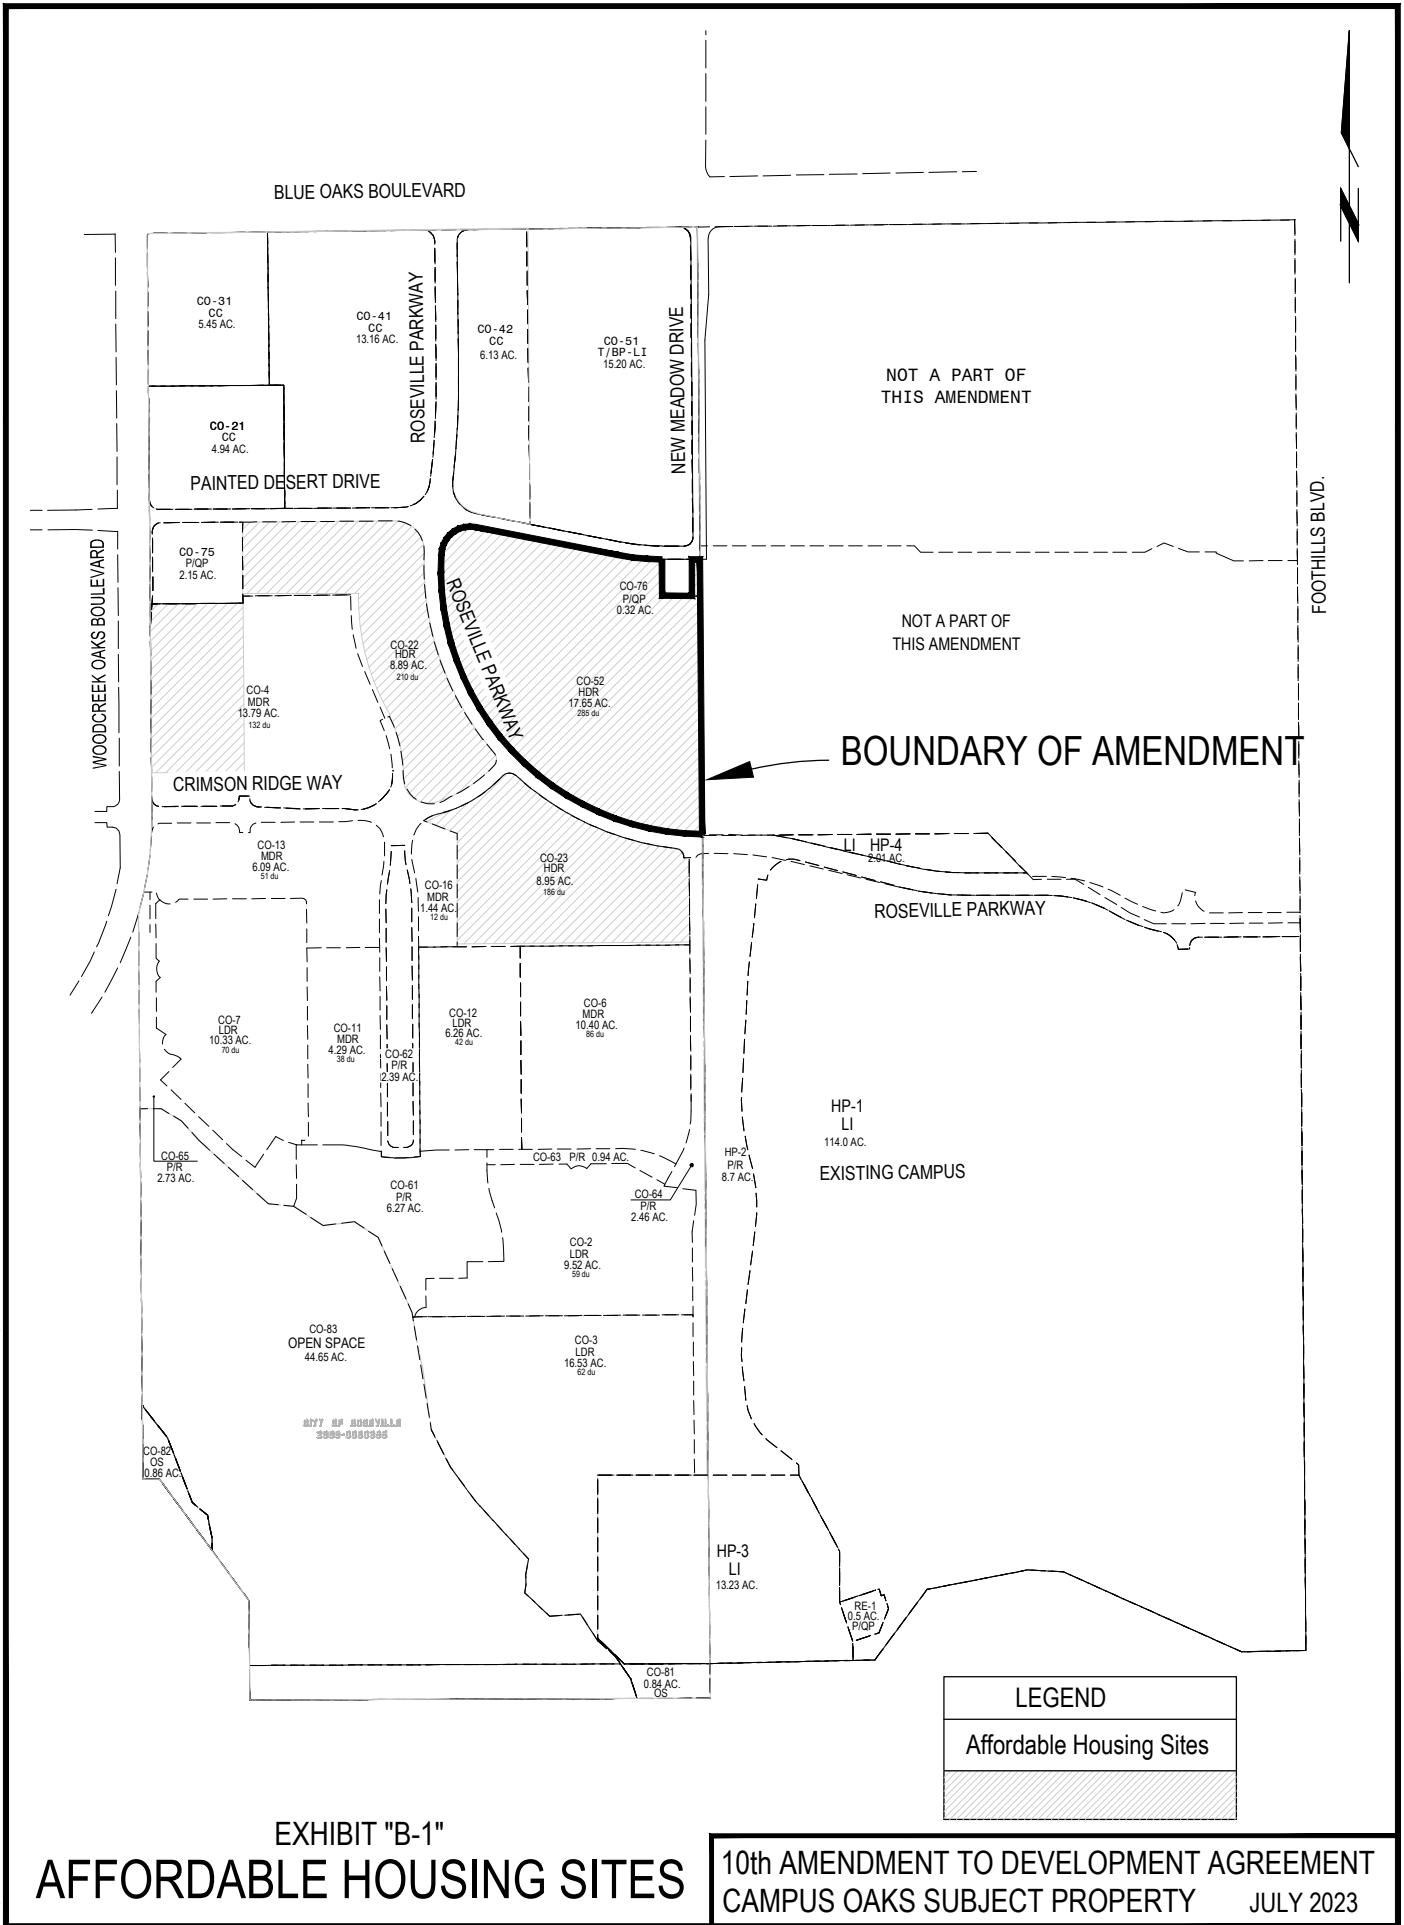 BLUE OAKS BOULEVARD
N
CO-31
CC
5.45 AC.
CO-41
CC
13.16 AC.
ROSEVILLE PARKWAY
CO-42
CC
6.13 AC.
CO-51
T/BP-LI
15.20 AC.
NEW MEADOW DRIVE
NOT A PART OF
THIS AMENDMENT
CO-21
CC
4.94 AC.
PAINTED DESERT DRIVE
FOOTHILLS BLVD.
WOODCREEK OAKS BOULEVARD
CO-75
P/QP
2.15 AC.
CO-76
P/QP
0.32 AC.
NOT A PART OF
THIS AMENDMENT
ROSEVILLE PARKWAY
CO-22
HDR
8.89 AC.
210 du
CO-4
MDR
13.79 AC.
132 du
CO-52
HDR
17.65 AC.
285 du
BOUNDARY OF AMENDMENT
CRIMSON RIDGE WAY
CO-13
MDR
6.09 AC.
51 du
CO-16
MDR
1.44 AC.
12 du
CO-23
HDR
8.95 AC.
186 du
LI HP-4
2.01 AC.
ROSEVILLE PARKWAY
CO-7
LDR
10.33 AC.
70 du
CO-11
MDR
4.29 AC.
38 du
CO-62
P/R
2.39 AC.
CO-12
LDR
6.26 AC.
42 du
CO-6
MDR
10.40 AC.
86 du
HP-1
LI
114.0 AC.
EXISTING CAMPUS
CO-65
P/R
2.73 AC.
CO-63 P/R 0.94 AC.
HP-2
P/R
8.7 AC.
CO-61
P/R
6.27 AC.
CO-64
P/R
2.46 AC.
CO-2
LDR
9.52 AC.
59 du
CO-83
OPEN SPACE
44.65 AC.
CO-3
LDR
16.53 AC.
62 du
CITY OF ROSEVILLE
CO-82
OS
0.86 AC.
HP-3
LI
13.23 AC.
RE-1
0.5 AC.
P/QP
CO-81
0.84 AC.
OS
LEGEND
Affordable Housing Sites
EXHIBIT "B-1"
AFFORDABLE HOUSING SITES
10th AMENDMENT TO DEVELOPMENT AGREEMENT
CAMPUS OAKS SUBJECT PROPERTY JULY 2023